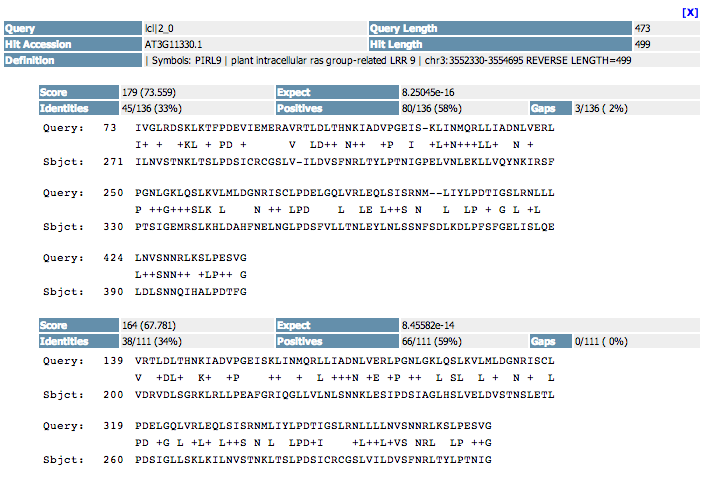 [X]
Query lcl|2_0 Query Length 473
Hit Accession AT3G11330.1 Hit Length 499
Definition | Symbols: PIRL9 | plant intracellular ras group-related LRR 9 | chr3:3552330-3554695 REVERSE LENGTH=499
Score 179 (73.559) Expect 8.25045e-16
Identities 45/136 (33%) Positives 80/136 (58%) Gaps 3/136 ( 2%)
Query: 73 IVGLRDSKLKTFPDEVIEMERAVRTLDLTHNKIADVPGEIS-KLINMQRLLIADNLVERL
I+ + +KL + PD + V LD++ N++ +P I +L+N+++LL+ N +
Sbjct: 271 ILNVSTNKLTSLPDSICRCGSLV-ILDVSFNRLTYLPTNIGPELVNLEKLLVQYNKIRSF
Query: 250 PGNLGKLQSLKVLMLDGNRISCLPDELGQLVRLEQLSISRNM--LIYLPDTIGSLRNLLL
P ++G+++SLK L N ++ LPD L LE L++S N L LP + G L +L
Sbjct: 330 PTSIGEMRSLKHLDAHFNELNGLPDSFVLLTNLEYLNLSSNFSDLKDLPFSFGELISLQE
Query: 424 LNVSNNRLKSLPESVG
L++SNN++ +LP++ G
Sbjct: 390 LDLSNNQIHALPDTFG
Score 164 (67.781) Expect 8.45582e-14
Identities 38/111 (34%) Positives 66/111 (59%) Gaps 0/111 ( 0%)
Query: 139 VRTLDLTHNKIADVPGEISKLINMQRLLIADNLVERLPGNLGKLQSLKVLMLDGNRISCL
V +DL+ K+ +P ++ + L +++N +E +P ++ L SL L + N + L
Sbjct: 200 VDRVDLSGRKLRLLPEAFGRIQGLLVLNLSNNKLESIPDSIAGLHSLVELDVSTNSLETL
Query: 319 PDELGQLVRLEQLSISRNMLIYLPDTIGSLRNLLLLNVSNNRLKSLPESVG
PD +G L +L+ L++S N L LPD+I +L++L+VS NRL LP ++G
Sbjct: 260 PDSIGLLSKLKILNVSTNKLTSLPDSICRCGSLVILDVSFNRLTYLPTNIG